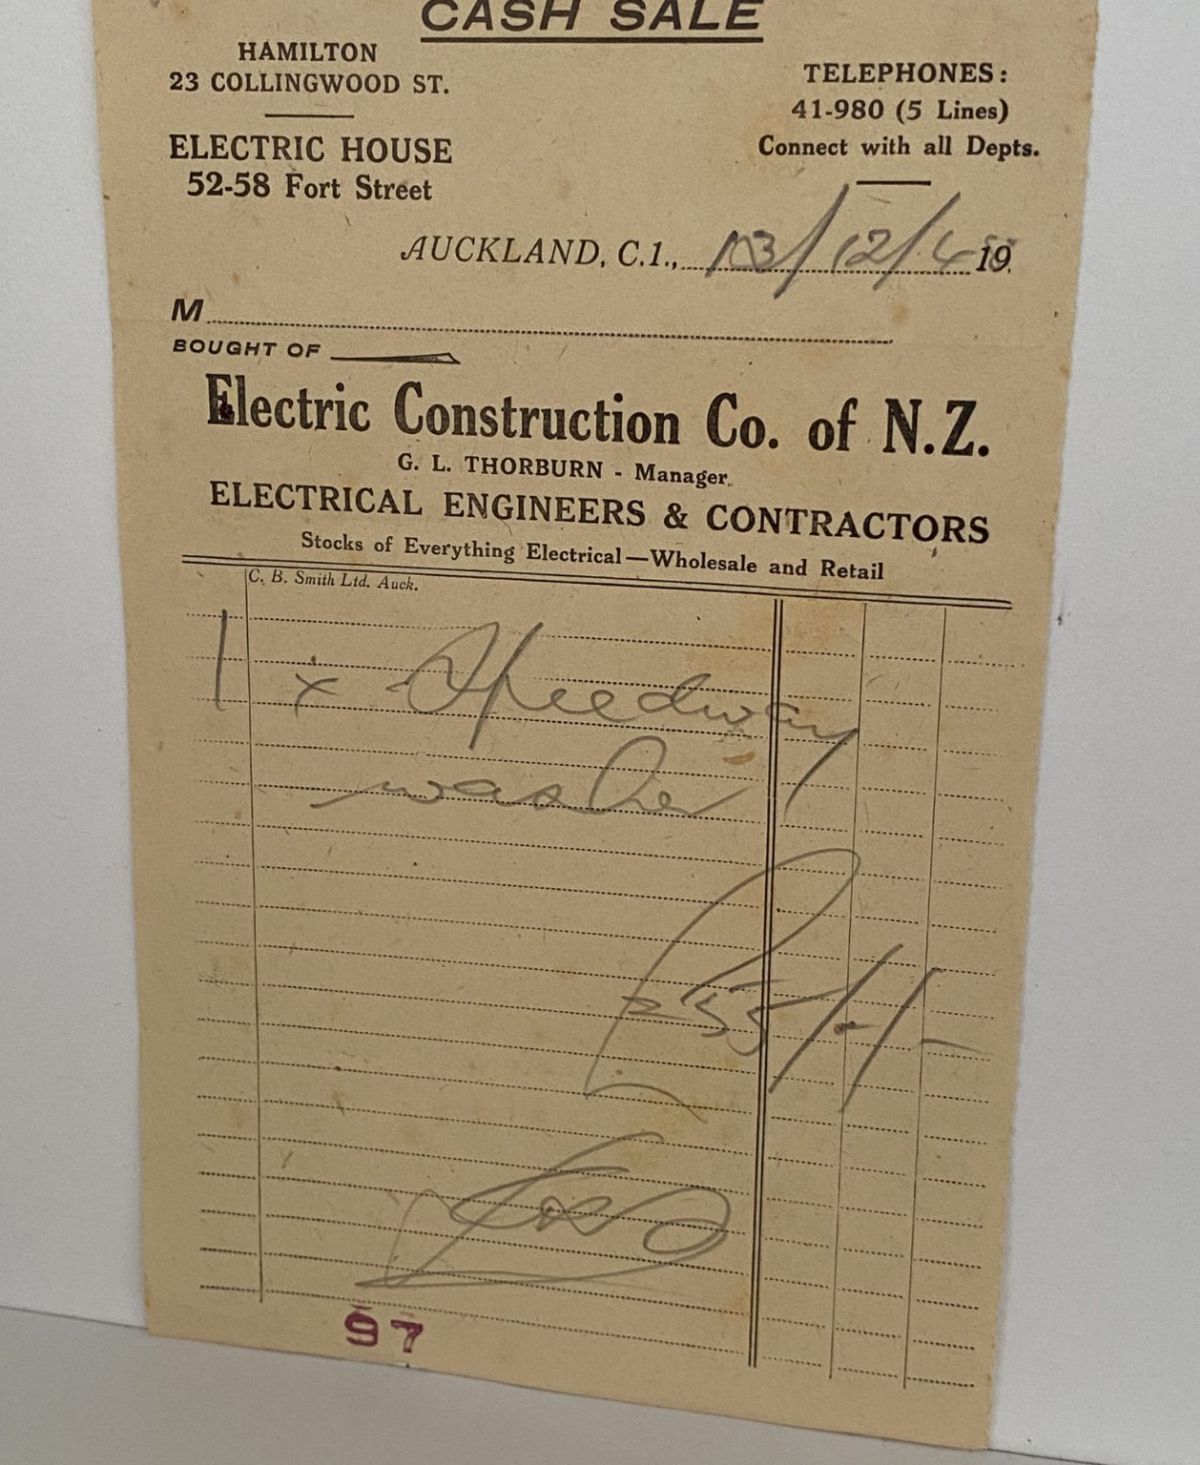 CASH SALE
HAMILTON
23 COLLINGWOOD ST.
ELECTRIC HOUSE
52-58 Fort Street
TELEPHONES:
41-980 (5 Lines)
Connect with all Depts.
AUCKLAND, C.1., 13/12/45 19
M
BOUGHT OF
Electric Construction Co. of N.Z.
G. L. THORBURN - Manager.
ELECTRICAL ENGINEERS & CONTRACTORS
Stocks of Everything Electrical—Wholesale and Retail
C. B. Smith Ltd. Auck.
1 x Speedway
washer
£55/-/-
97